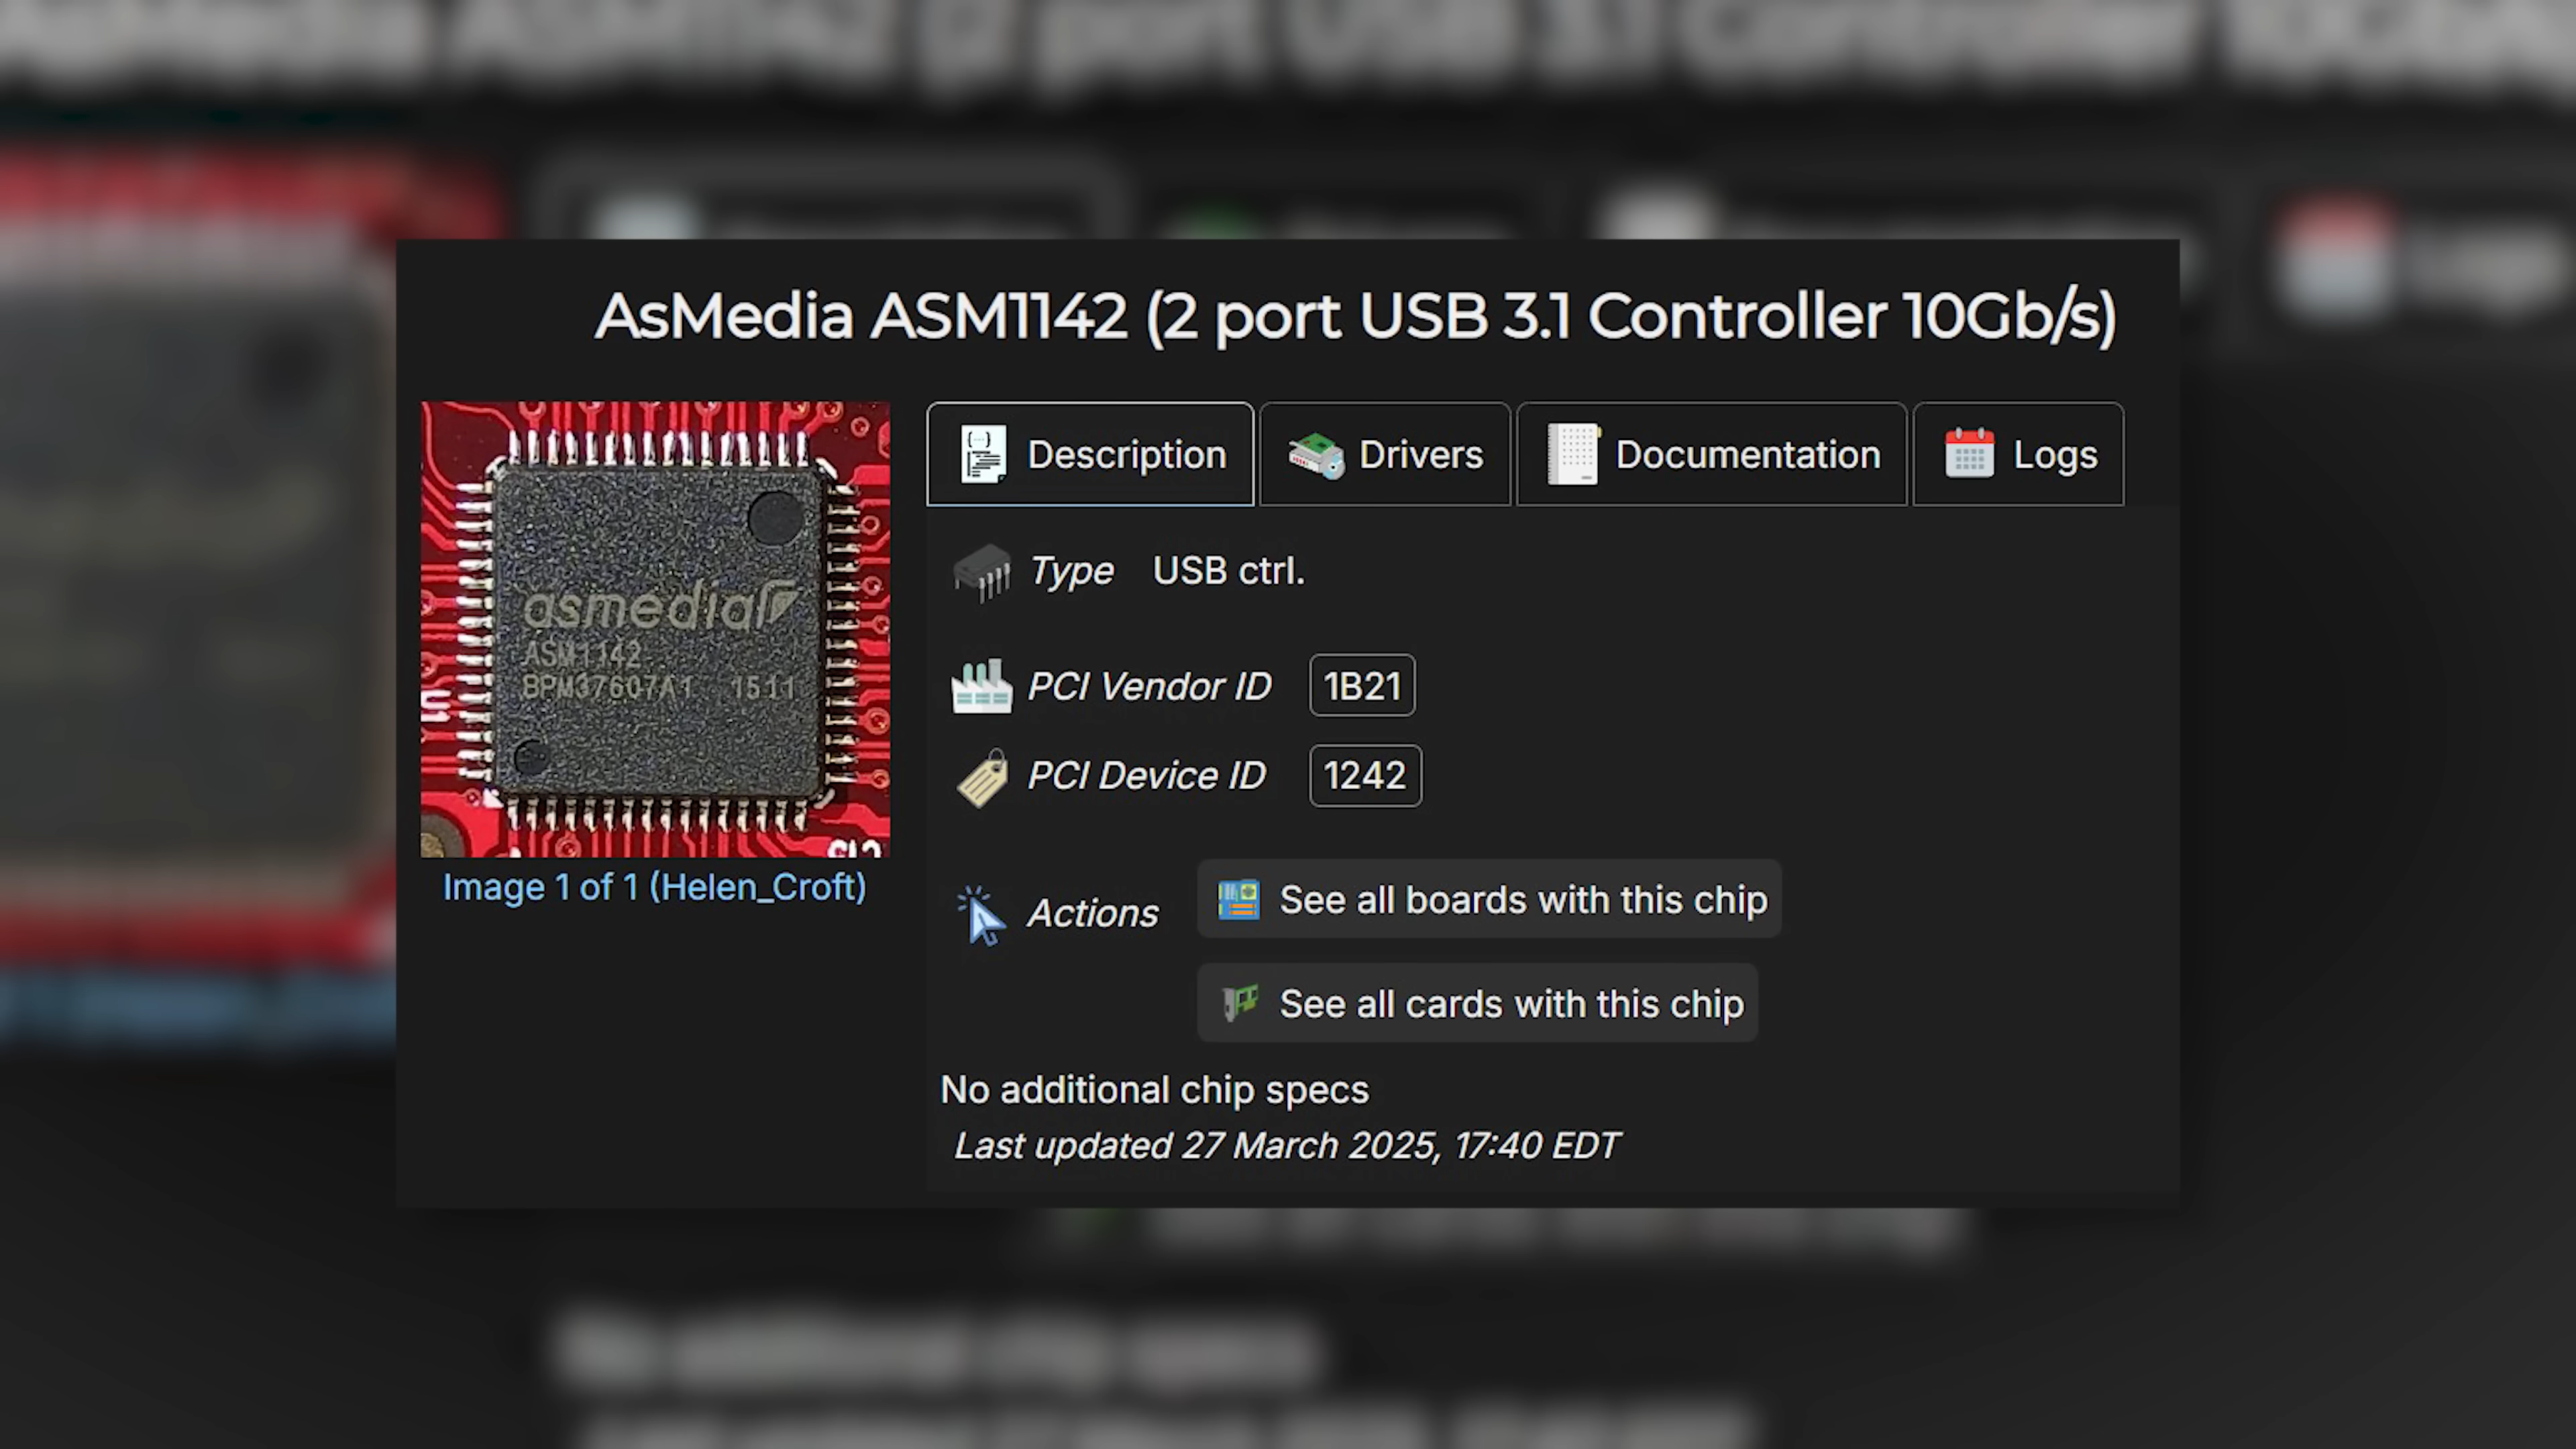 AsMedia ASM1142 (2 port USB 3.1 Controller 10Gb/s)
Description
Drivers
Documentation
Logs
asmedia
ASM1142
BPM37607A1 1511
Image 1 of 1 (Helen_Croft)
Type USB ctrl.
PCI Vendor ID 1B21
PCI Device ID 1242
Actions
See all boards with this chip
See all cards with this chip
No additional chip specs
Last updated 27 March 2025, 17:40 EDT